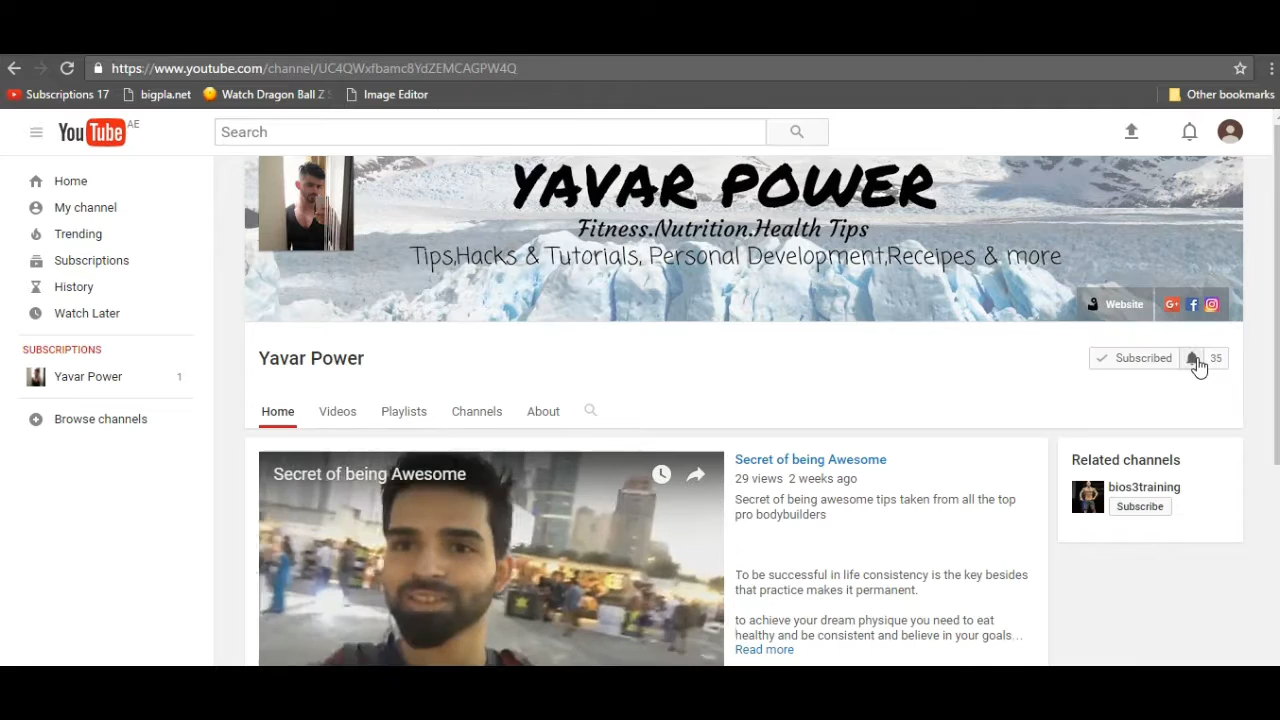 https://www.youtube.com/channel/UC4QWxfbamc8YdZEMCAGPW4Q
Subscriptions 17
bigpla.net
Watch Dragon Ball Z S
Image Editor
Other bookmarks
YouTube AE
Search
Home
My channel
Trending
Subscriptions
History
Watch Later
SUBSCRIPTIONS
Yavar Power 1
Browse channels
YAVAR POWER
Fitness.Nutrition.Health Tips
Tips,Hacks & Tutorials, Personal Development,Receipes & more
Website
G+
f
Yavar Power
Subscribed
35
Home
Videos
Playlists
Channels
About
Secret of being Awesome
Secret of being Awesome
29 views 2 weeks ago
Secret of being awesome tips taken from all the top
pro bodybuilders
To be successful in life consistency is the key besides
that practice makes it permanent.
to achieve your dream physique you need to eat
healthy and be consistent and believe in your goals...
Read more
Related channels
bios3training
Subscribe